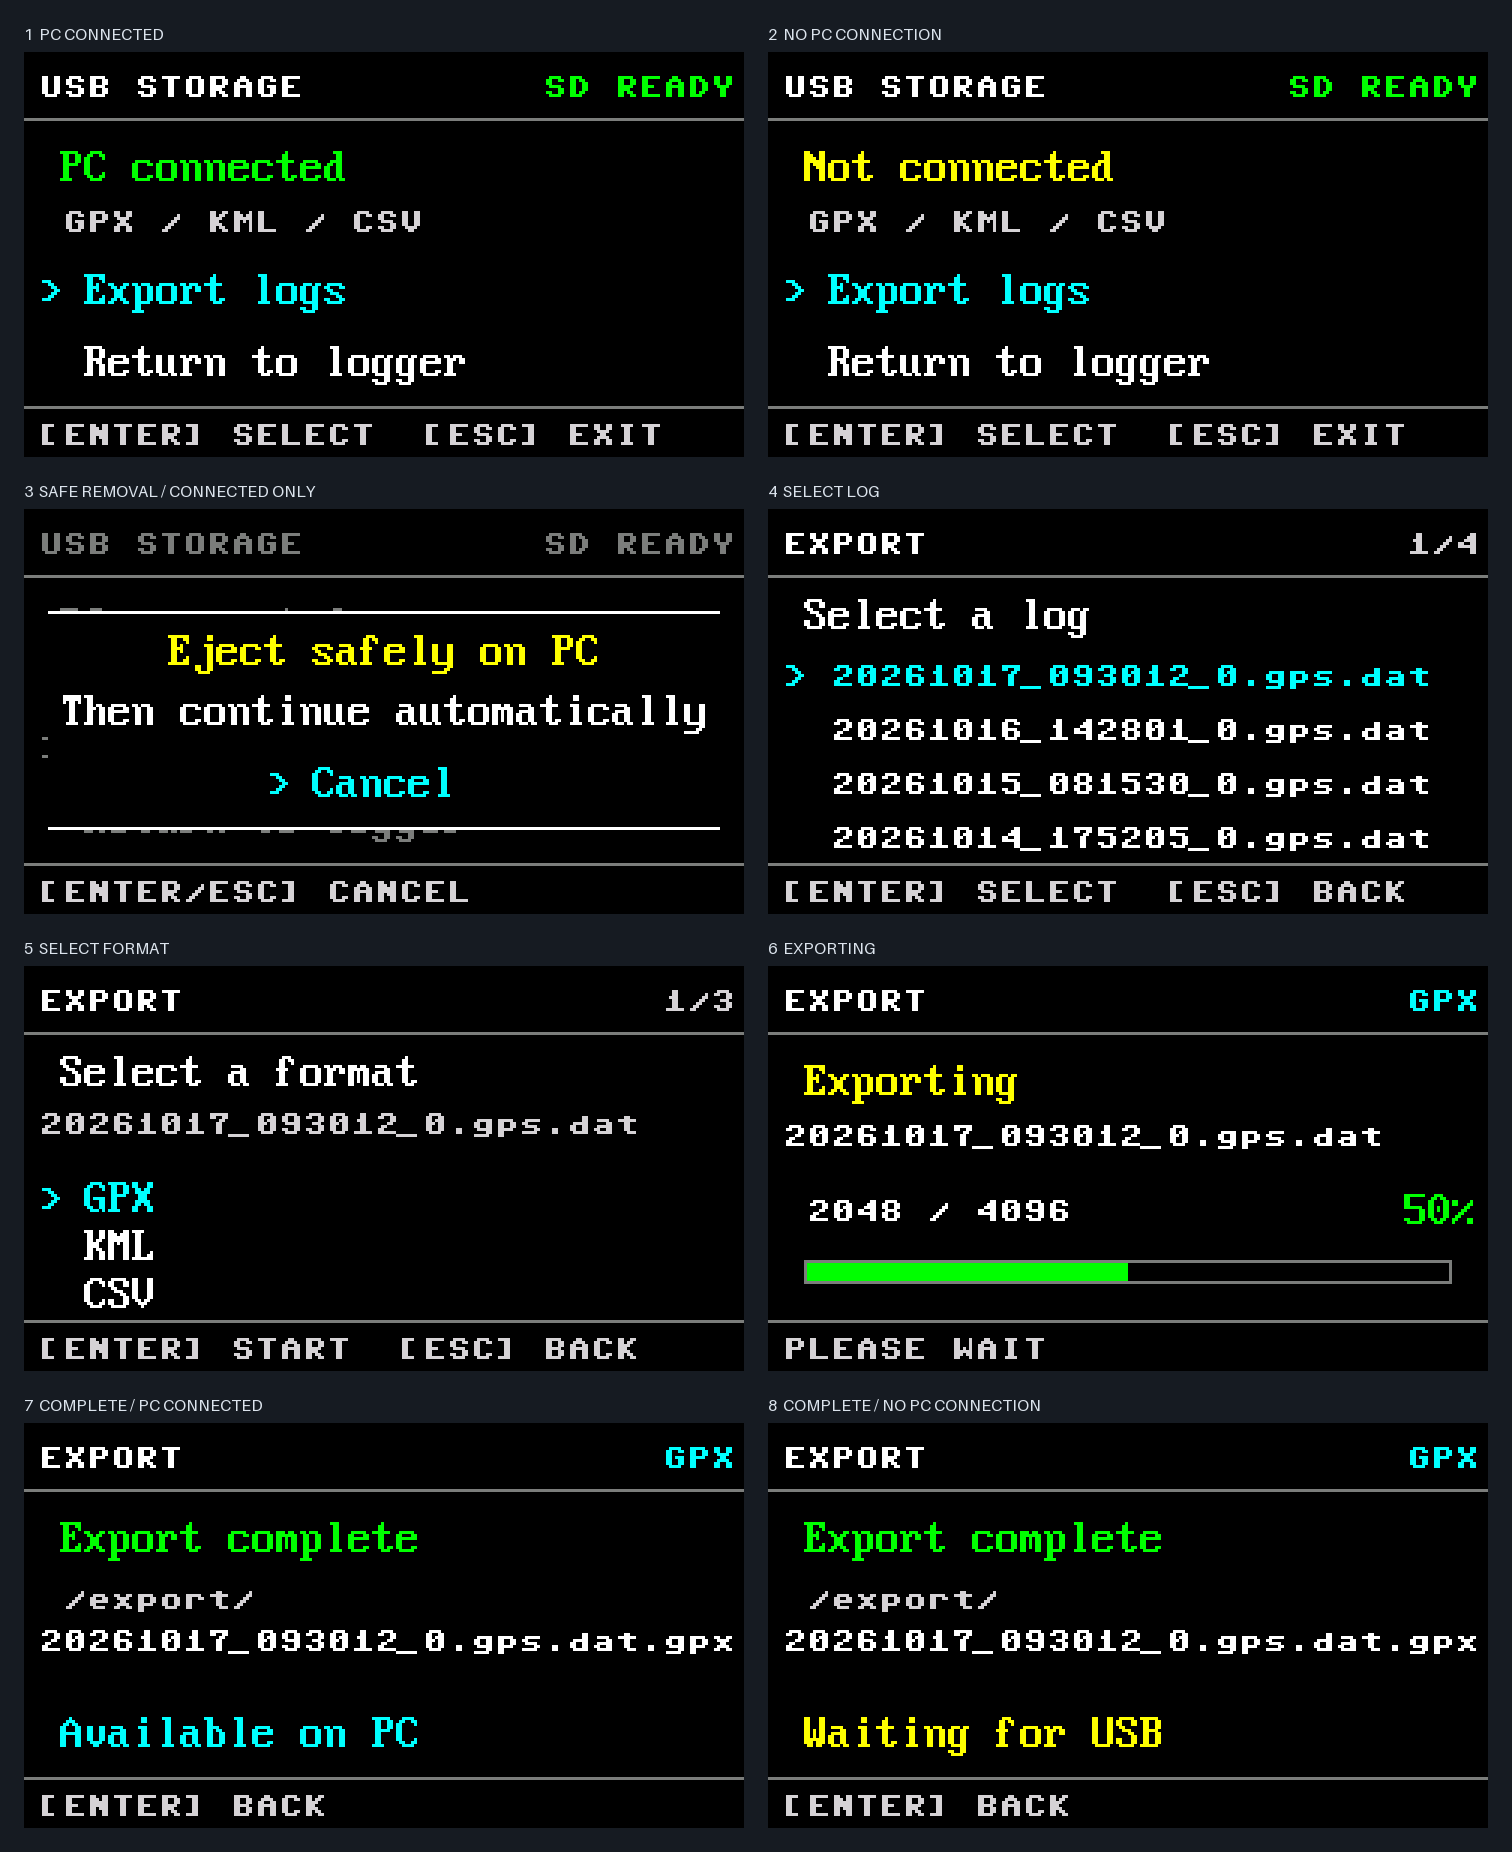 1 PC CONNECTED
USB STORAGE SD READY
PC connected
GPX / KML / CSV
> Export logs
Return to logger
[ENTER] SELECT [ESC] EXIT
2 NO PC CONNECTION
USB STORAGE SD READY
Not connected
GPX / KML / CSV
> Export logs
Return to logger
[ENTER] SELECT [ESC] EXIT
3 SAFE REMOVAL / CONNECTED ONLY
USB STORAGE SD READY
Eject safely on PC
Then continue automatically
> Cancel
[ENTER/ESC] CANCEL
4 SELECT LOG
EXPORT 1/4
Select a log
> 20261017_093012_0.gps.dat
20261016_142801_0.gps.dat
20261015_081530_0.gps.dat
20261014_175205_0.gps.dat
[ENTER] SELECT [ESC] BACK
5 SELECT FORMAT
EXPORT 1/3
Select a format
20261017_093012_0.gps.dat
> GPX
KML
CSV
[ENTER] START [ESC] BACK
6 EXPORTING
EXPORT GPX
Exporting
20261017_093012_0.gps.dat
2048 / 4096 50%
PLEASE WAIT
7 COMPLETE / PC CONNECTED
EXPORT GPX
Export complete
/export/
20261017_093012_0.gps.dat.gpx
Available on PC
[ENTER] BACK
8 COMPLETE / NO PC CONNECTION
EXPORT GPX
Export complete
/export/
20261017_093012_0.gps.dat.gpx
Waiting for USB
[ENTER] BACK